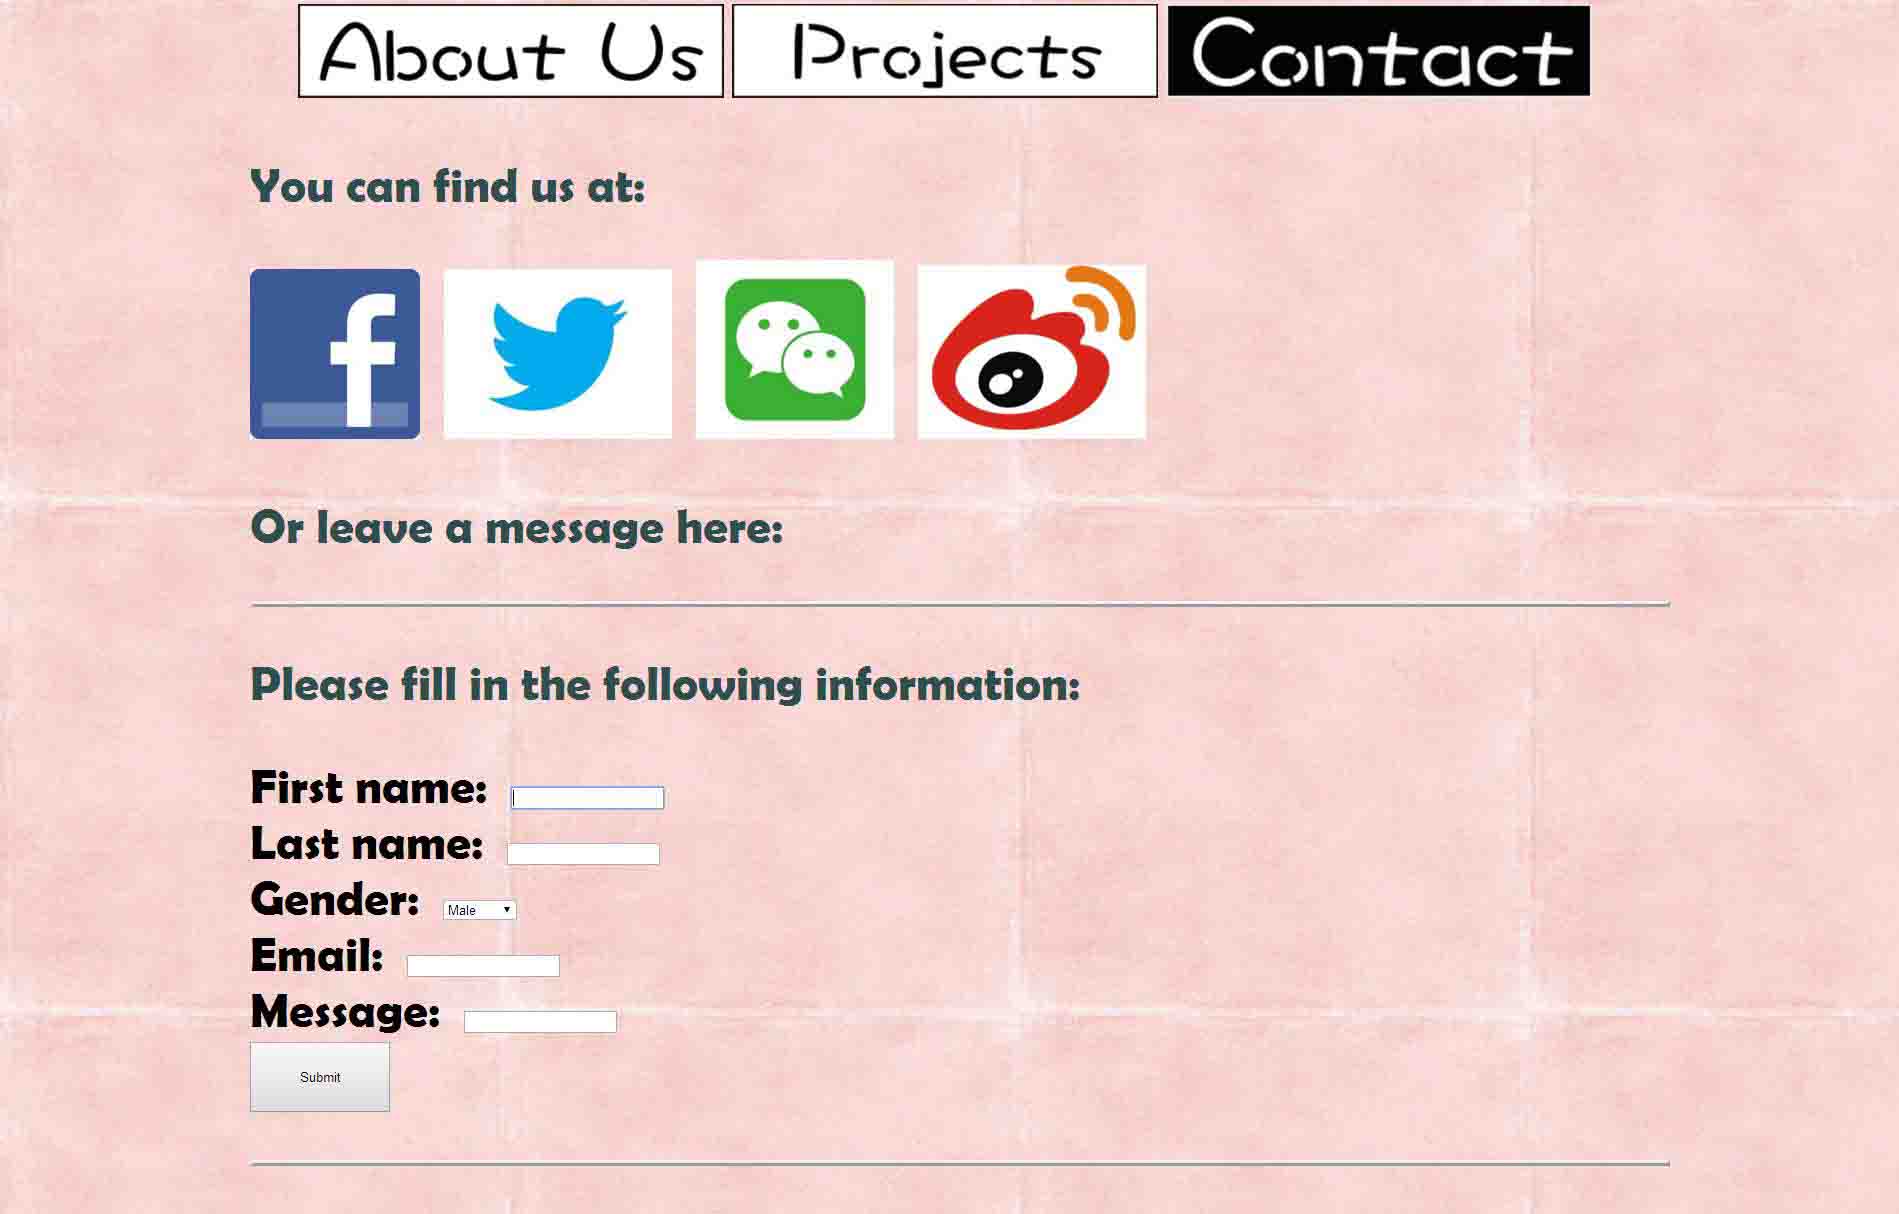 About Us Projects Contact
You can find us at:
f
Or leave a message here:
Please fill in the following information:
First name:
Last name:
Gender: Male
Email:
Message:
Submit